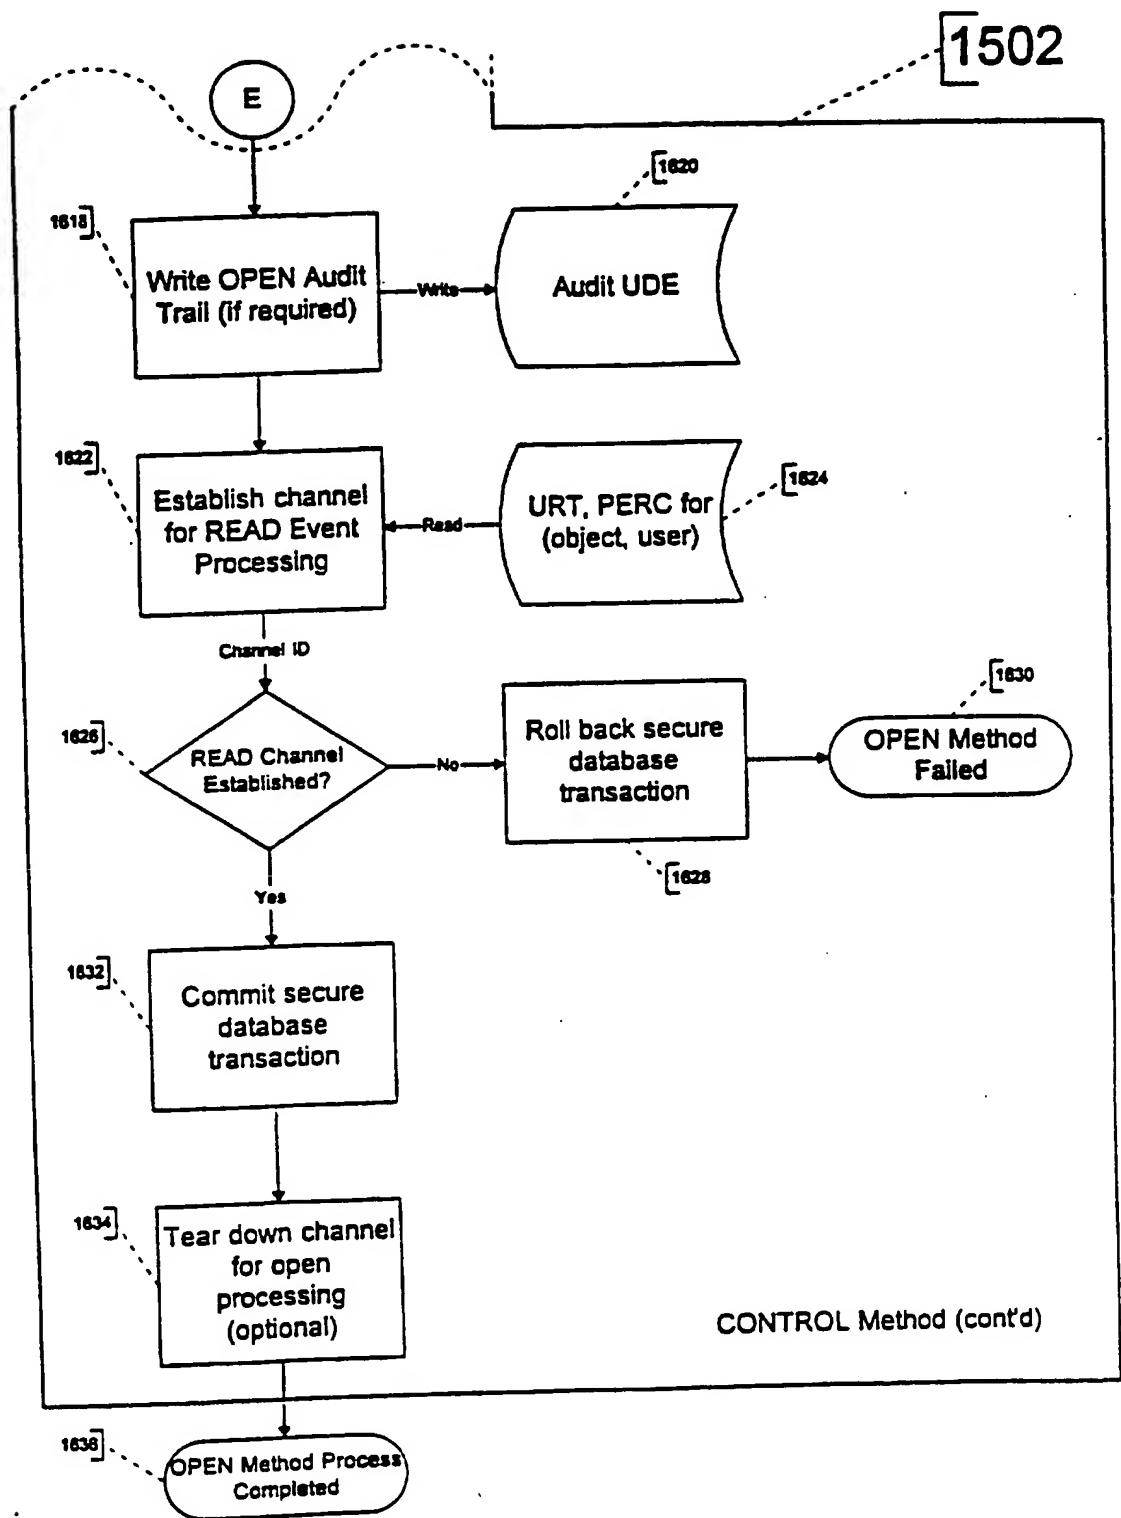 1502
E
1620
1618
Write OPEN Audit
Trail (if required)
Write
Audit UDE
1622
Establish channel
for READ Event
Processing
Read
URT, PERC for
(object, user)
1624
Channel ID
1626
READ Channel
Established?
No
Roll back secure
database
transaction
1628
1630
OPEN Method
Failed
Yes
1632
Commit secure
database
transaction
1634
Tear down channel
for open
processing
(optional)
CONTROL Method (cont'd)
1636
OPEN Method Process
Completed